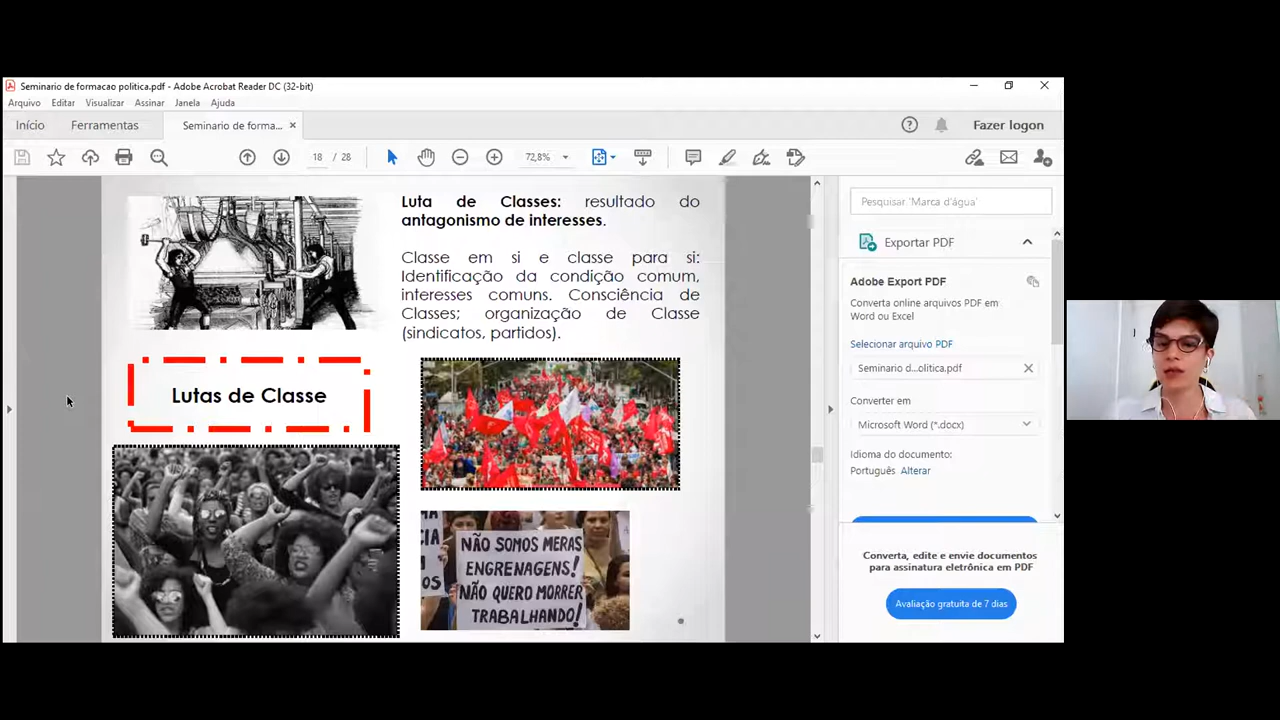 Seminario de formacao politica.pdf - Adobe Acrobat Reader DC (32-bit)
Arquivo Editar Visualizar Assinar Janela Ajuda
Início Ferramentas Seminario de forma... ×
Fazer logon
18 / 28 72,8%
Luta de Classes: resultado do
antagonismo de interesses.
Classe em si e classe para si:
Identificação da condição comum,
interesses comuns. Consciência de
Classes; organização de Classe
(sindicatos, partidos).
Lutas de Classe
NÃO SOMOS MERAS
ENGRENAGENS!
NÃO QUERO MORRER
TRABALHANDO!
Pesquisar 'Marca d'água'
Exportar PDF
Adobe Export PDF
Converta online arquivos PDF em
Word ou Excel
Selecionar arquivo PDF
Seminario d...olitica.pdf
Converter em
Microsoft Word (*.docx)
Idioma do documento:
Português Alterar
Converta, edite e envie documentos
para assinatura eletrônica em PDF
Avaliação gratuita de 7 dias